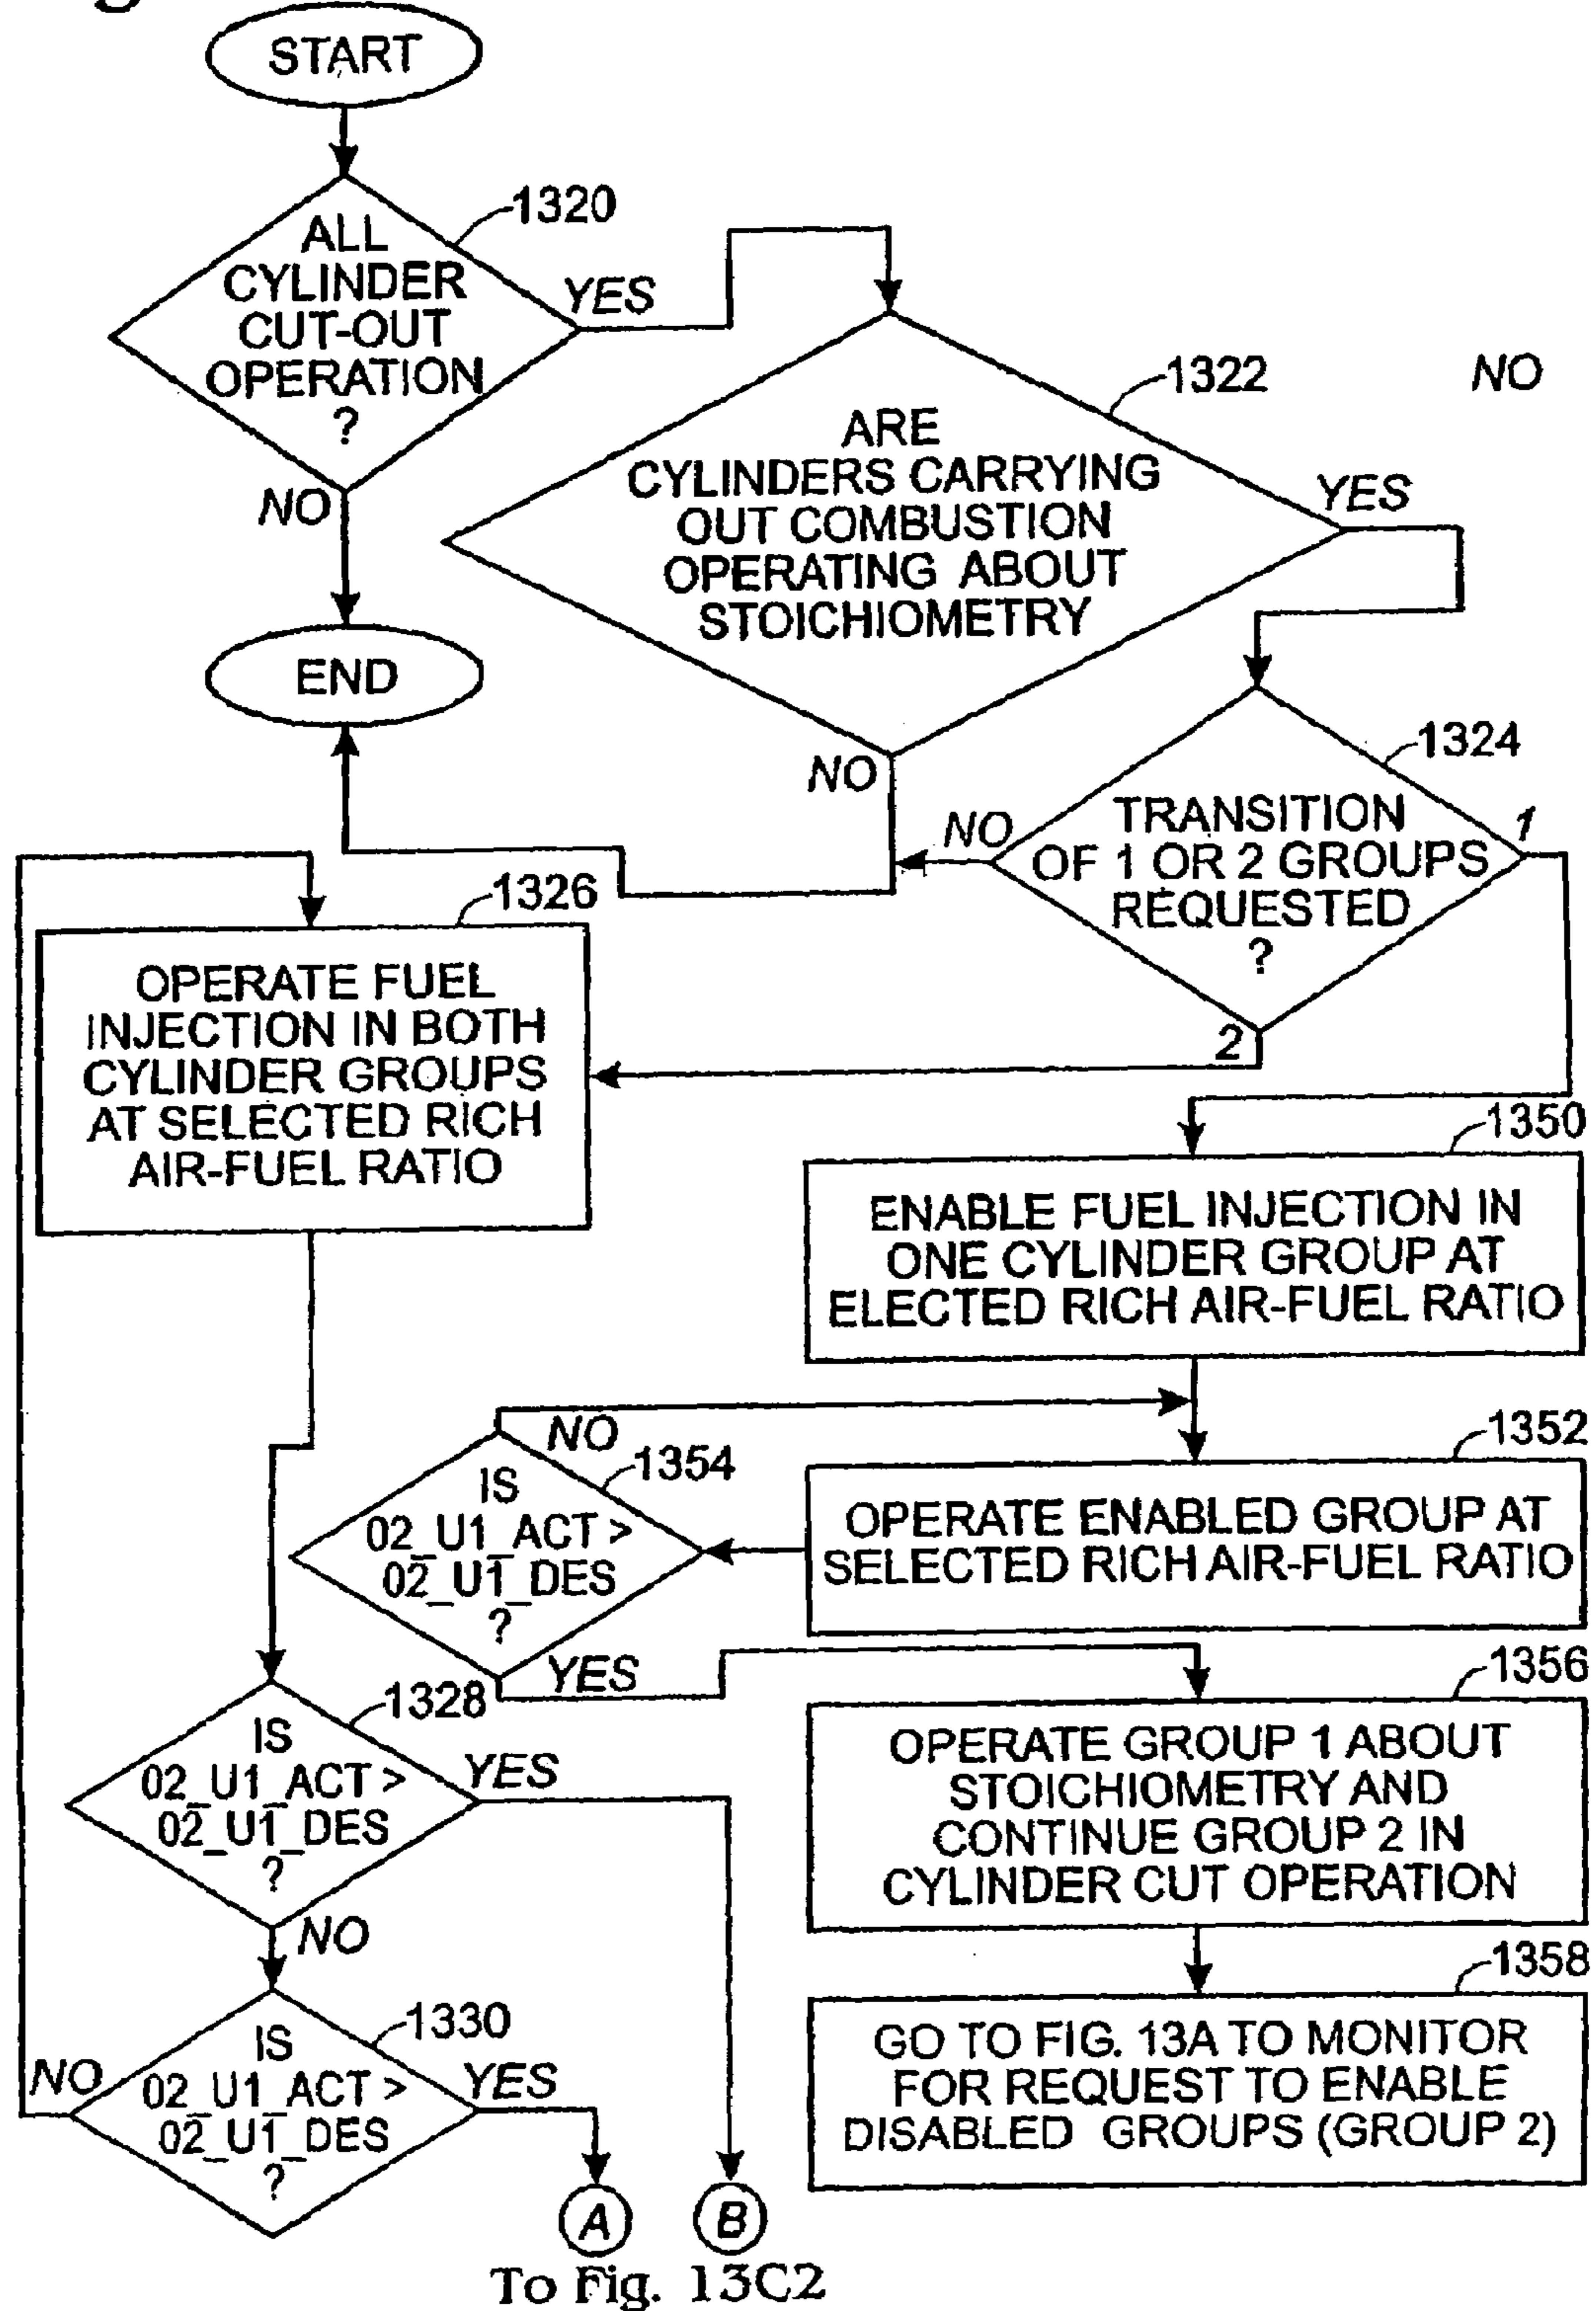 START
1320
ALL
CYLINDER
CUT-OUT
OPERATION
?
YES
NO
1322
NO
ARE
CYLINDERS CARRYING
OUT COMBUSTION
OPERATING ABOUT
STOICHIOMETRY
YES
NO
END
1324
TRANSITION
OF 1 OR 2 GROUPS
REQUESTED
?
NO
1
2
1326
OPERATE FUEL
INJECTION IN BOTH
CYLINDER GROUPS
AT SELECTED RICH
AIR-FUEL RATIO
1350
ENABLE FUEL INJECTION IN
ONE CYLINDER GROUP AT
ELECTED RICH AIR-FUEL RATIO
1352
OPERATE ENABLED GROUP AT
SELECTED RICH AIR-FUEL RATIO
NO
1354
IS
02_U1_ACT >
02_U1_DES
?
YES
1356
OPERATE GROUP 1 ABOUT
STOICHIOMETRY AND
CONTINUE GROUP 2 IN
CYLINDER CUT OPERATION
1358
GO TO FIG. 13A TO MONITOR
FOR REQUEST TO ENABLE
DISABLED GROUPS (GROUP 2)
1328
IS
02_U1_ACT >
02_U1_DES
?
YES
NO
1330
IS
02_U1_ACT >
02_U1_DES
?
NO
YES
A
B
To Fig. 13C2